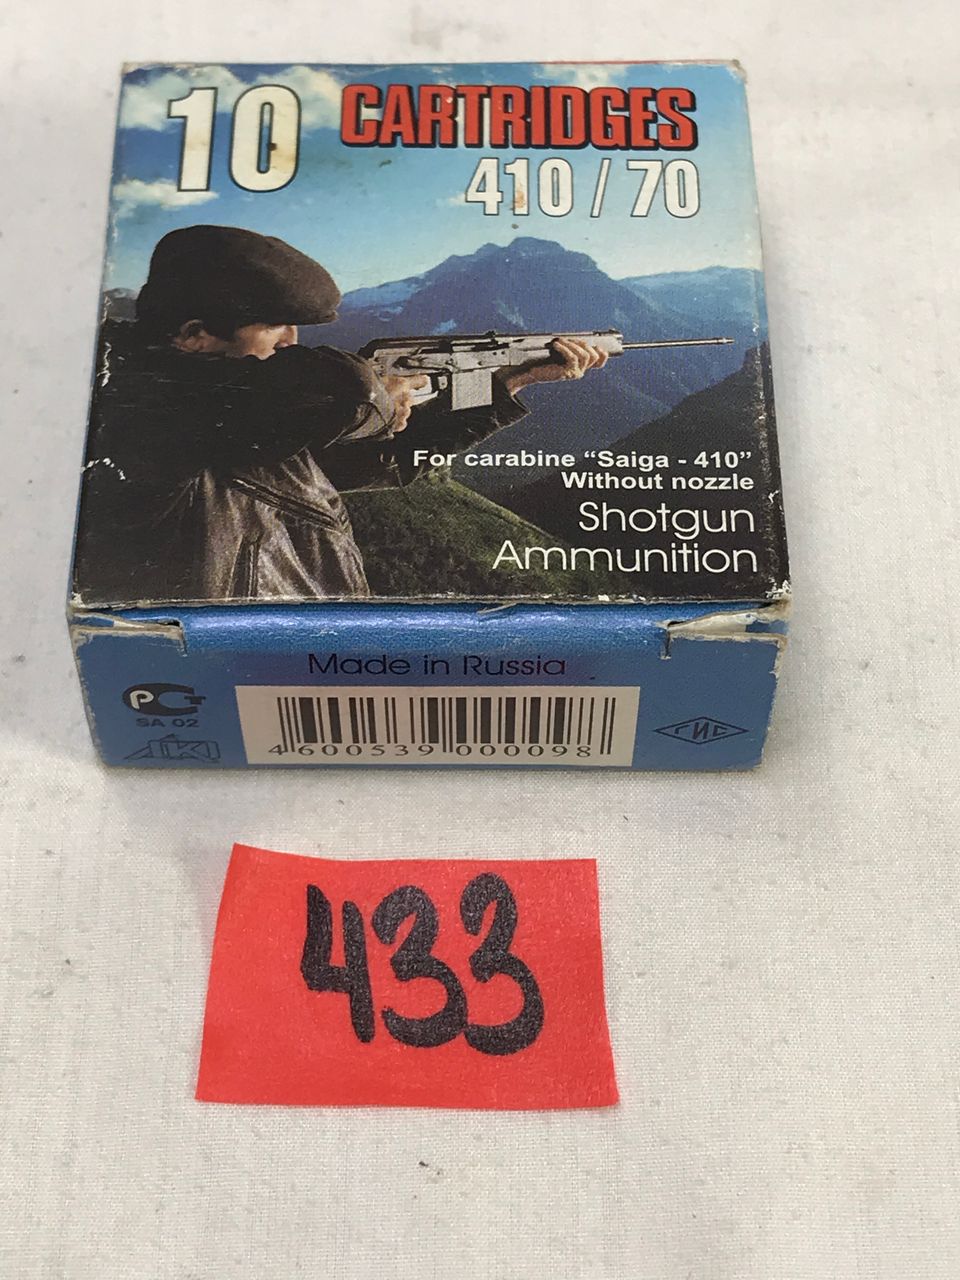 10
CARTRIDGES
410 / 70
For carabine “Saiga - 410”
Without nozzle
Shotgun
Ammunition
Made in Russia
РСТ
SA 02
4 600539 000098
ГИС
433